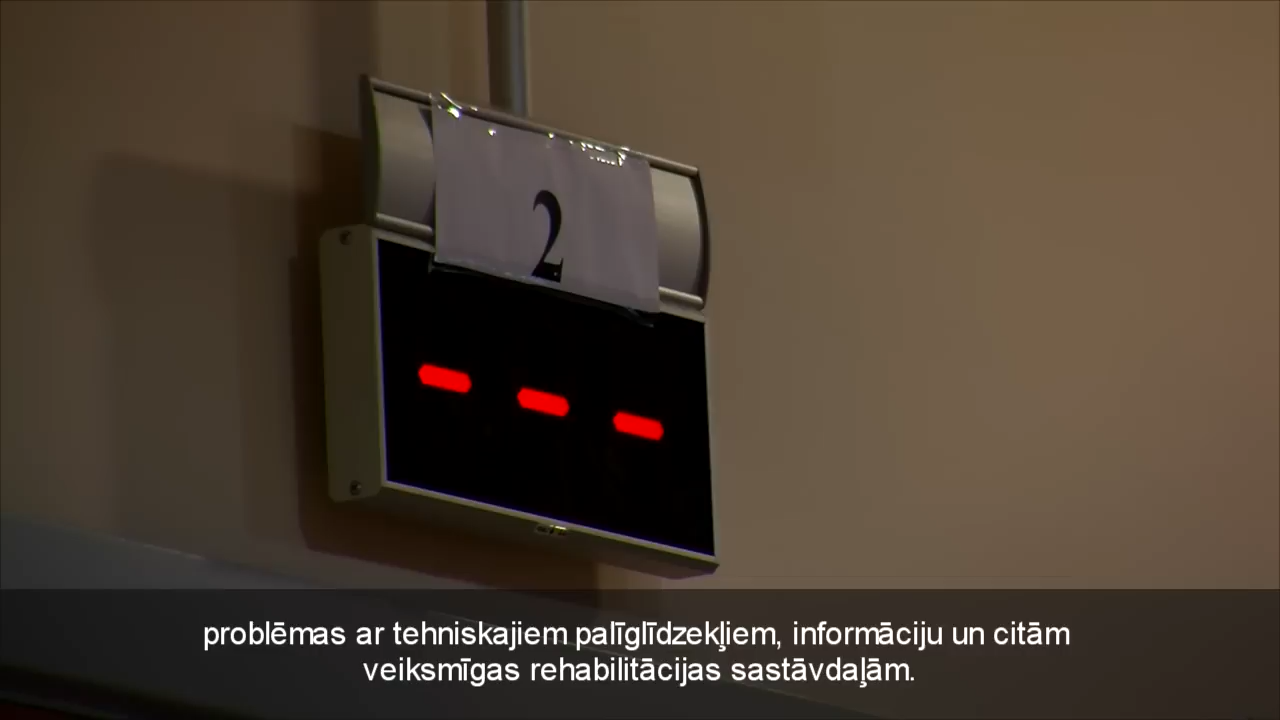 2
- - -
problēmas ar tehniskajiem palīglīdzekļiem, informāciju un citām
veiksmīgas rehabilitācijas sastāvdaļām.